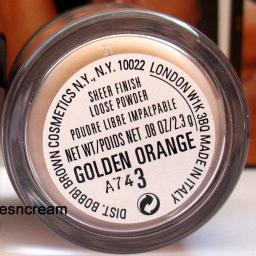 DIST. BOBBI BROWN COSMETICS N.Y., N.Y. 10022 LONDON W1K 3BQ MADE IN ITALY
SHEER FINISH
LOOSE POWDER
POUDRE LIBRE IMPALPABLE
NET WT/POIDS NET .08 OZ/2.3 g
GOLDEN ORANGE
A743
esncream